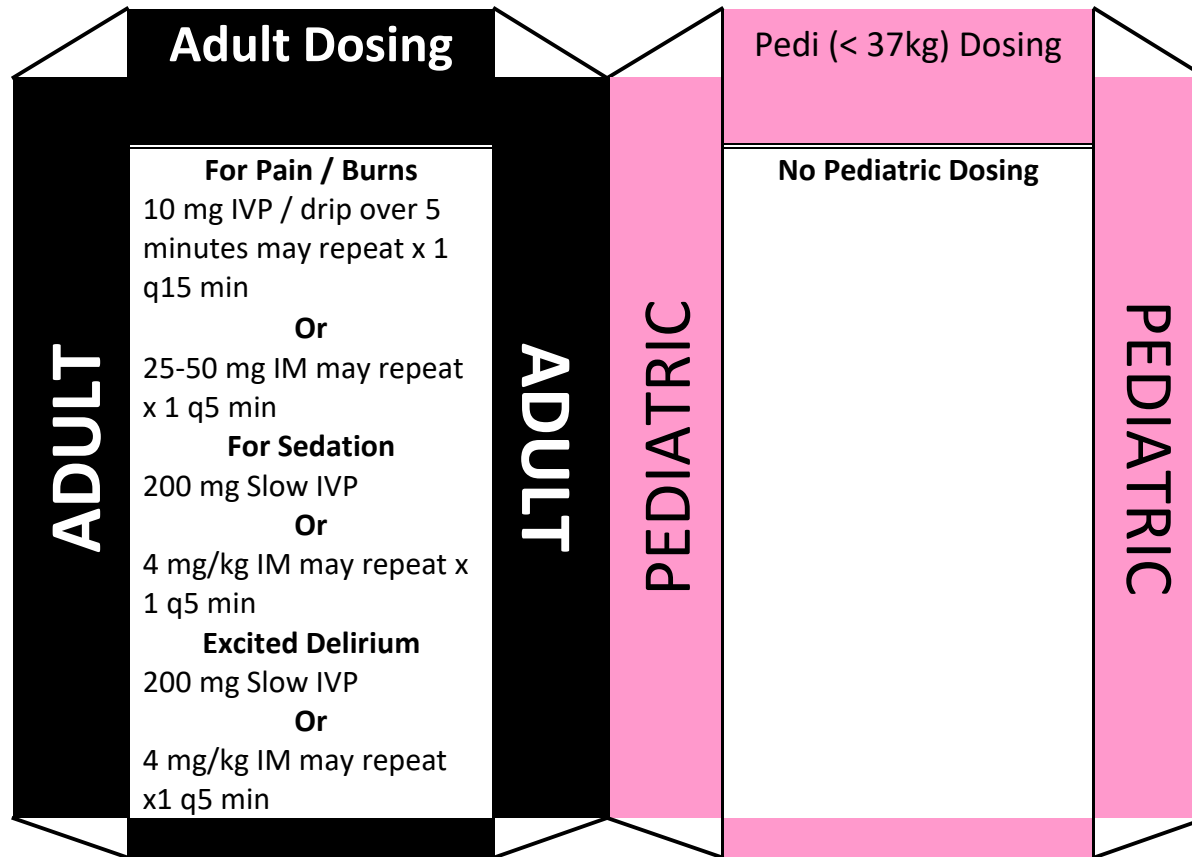 Adult Dosing
ADULT
For Pain / Burns
10 mg IVP / drip over 5
minutes may repeat x 1
q15 min
Or
25-50 mg IM may repeat
x 1 q5 min
For Sedation
200 mg Slow IVP
Or
4 mg/kg IM may repeat x
1 q5 min
Excited Delirium
200 mg Slow IVP
Or
4 mg/kg IM may repeat
x1 q5 min
ADULT
Pedi (< 37kg) Dosing
PEDIATRIC
No Pediatric Dosing
PEDIATRIC